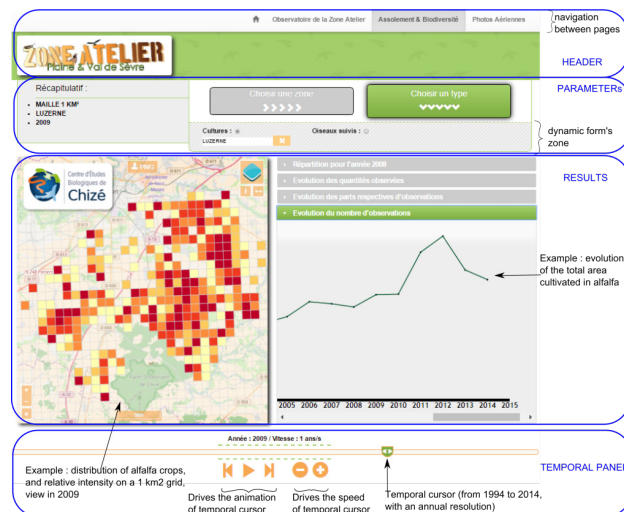 Observatoire de la Zone Atelier
Assolement & Biodiversité
Photos Aériennes
navigation
between pages
ZONE ATELIER
Plaine & Val de Sèvre
HEADER
Récapitulatif :
• MAILLE 1 KM²
• LUZERNE
• 2009
Choisir une zone
Choisir un type
PARAMETERs
Cultures :
Oiseaux suivis :
LUZERNE
dynamic form's
zone
Centre d'Études
Biologiques de
Chizé
Répartition pour l'année 2008
Evolution des quantités observées
Evolution des parts respectives d'observations
Evolution du nombre d'observations
RESULTS
Example : evolution
of the total area
cultivated in alfalfa
2005 2006 2007 2008 2009 2010 2011 2012 2013 2014 2015
Année : 2009 / Vitesse : 1 ans/s
TEMPORAL PANEL
Example : distribution of alfalfa crops,
and relative intensity on a 1 km2 grid,
view in 2009
Drives the animation
of temporal cursor
Drives the speed
of temporal cursor
Temporal cursor (from 1994 to 2014,
with an annual resolution)